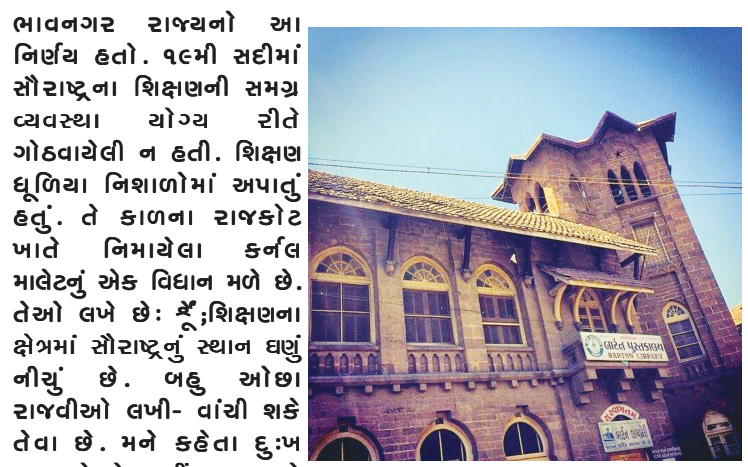 ભાવનગર રાજ્યનો આ
નિર્ણય હતો. ૧૯મી સદીમાં
સૌરાષ્ટ્રના શિક્ષણની સમગ્ર
વ્યવસ્થા યોગ્ય રીતે
ગોઠવાયેલી ન હતી. શિક્ષણ
ધૂળિયા નિશાળોમાં અપાતું
હતું. તે કાળના રાજકોટ
ખાતે નિમાયેલા કર્નલ
માલેટનું એક વિધાન મળે છે.
તેઓ લખે છેઃ ;શિક્ષણના
ક્ષેત્રમાં સૌરાષ્ટ્રનું સ્થાન ઘણું
નીચું છે. બહુ ઓછા
રાજવીઓ લખી- વાંચી શકે
તેવા છે. મને કહેતા દુઃખ
બાર્ટન પુસ્તકાલય
BARTON LIBRARY
સુસ્વાગતમ